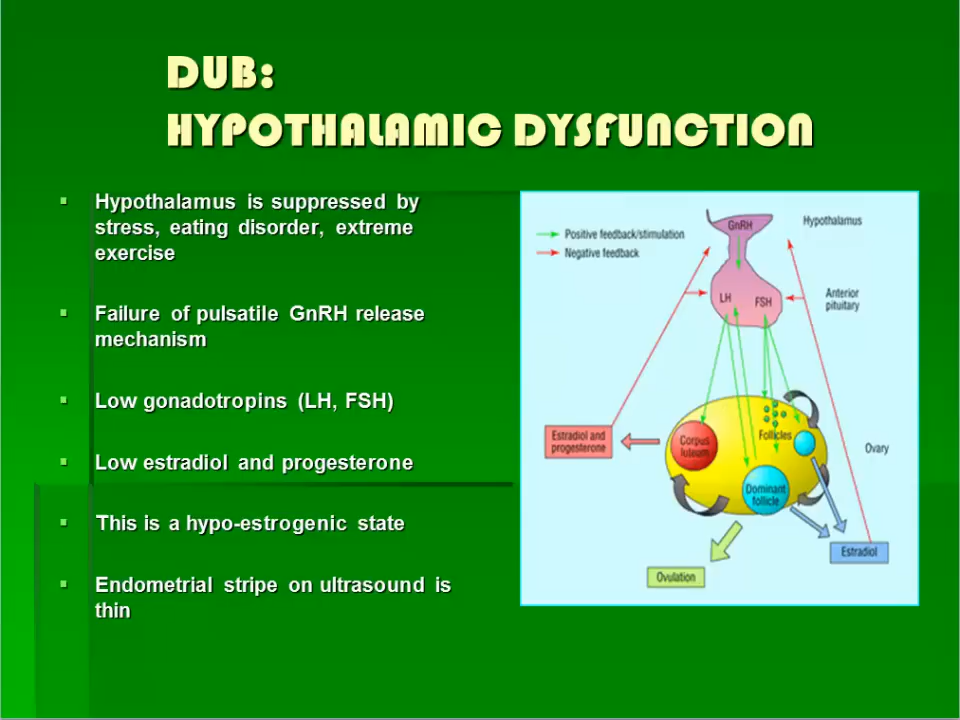 DUB:
HYPOTHALAMIC DYSFUNCTION
Hypothalamus is suppressed by
stress, eating disorder, extreme
exercise
Failure of pulsatile GnRH release
mechanism
Low gonadotropins (LH, FSH)
Low estradiol and progesterone
This is a hypo-estrogenic state
Endometrial stripe on ultrasound is
thin
GnRH
Hypothalamus
Positive feedback/stimulation
Negative feedback
LH
FSH
Anterior
pituitary
Estradiol and
progesterone
Corpus
luteum
Follicles
Ovary
Dominant
follicle
Estradiol
Ovulation